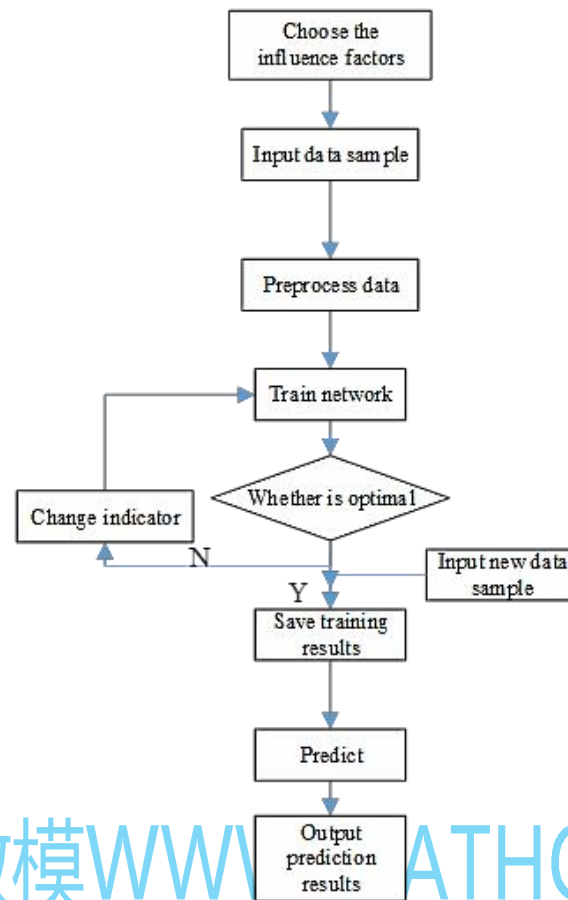 Choose the
influence factors
Input data sample
Preprocess data
Train network
Whether is optimal
Change indicator
N
Input new data
sample
Y
Save training
results
Predict
Output
prediction
results
模WWW ATHC